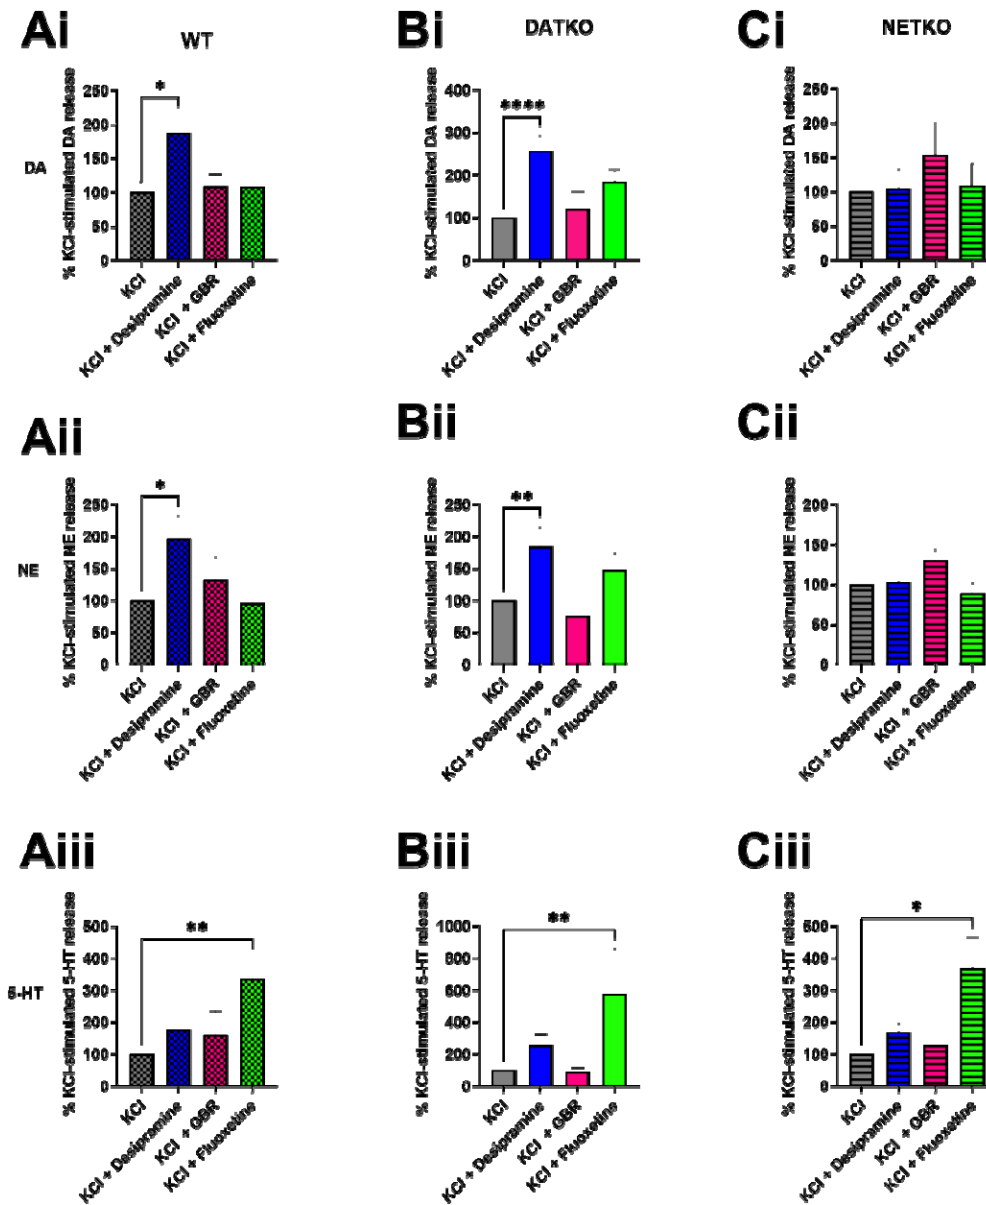 Ai
WT
Bi
DATKO
Ci
NETKO
DA
% KCl-stimulated DA release
250
200
150
100
50
0
*
KCl
KCl + Desipramine
KCl + GBR
KCl + Fluoxetine
% KCl-stimulated DA release
400
300
200
100
0
****
KCl
KCl + Desipramine
KCl + GBR
KCl + Fluoxetine
% KCl-stimulated DA release
250
200
150
100
50
0
KCl
KCl + Desipramine
KCl + GBR
KCl + Fluoxetine
Aii
Bii
Cii
NE
% KCl-stimulated NE release
250
200
150
100
50
0
*
KCl
KCl + Desipramine
KCl + GBR
KCl + Fluoxetine
% KCl-stimulated NE release
250
200
150
100
50
0
**
KCl
KCl + Desipramine
KCl + GBR
KCl + Fluoxetine
% KCl-stimulated NE release
200
150
100
50
0
KCl
KCl + Desipramine
KCl + GBR
KCl + Fluoxetine
Aiii
Biii
Ciii
5-HT
% KCl-stimulated 5-HT release
500
400
300
200
100
0
**
KCl
KCl + Desipramine
KCl + GBR
KCl + Fluoxetine
% KCl-stimulated 5-HT release
1000
800
600
400
200
0
**
KCl
KCl + Desipramine
KCl + GBR
KCl + Fluoxetine
% KCl-stimulated 5-HT release
500
400
300
200
100
0
*
KCl
KCl + Desipramine
KCl + GBR
KCl + Fluoxetine